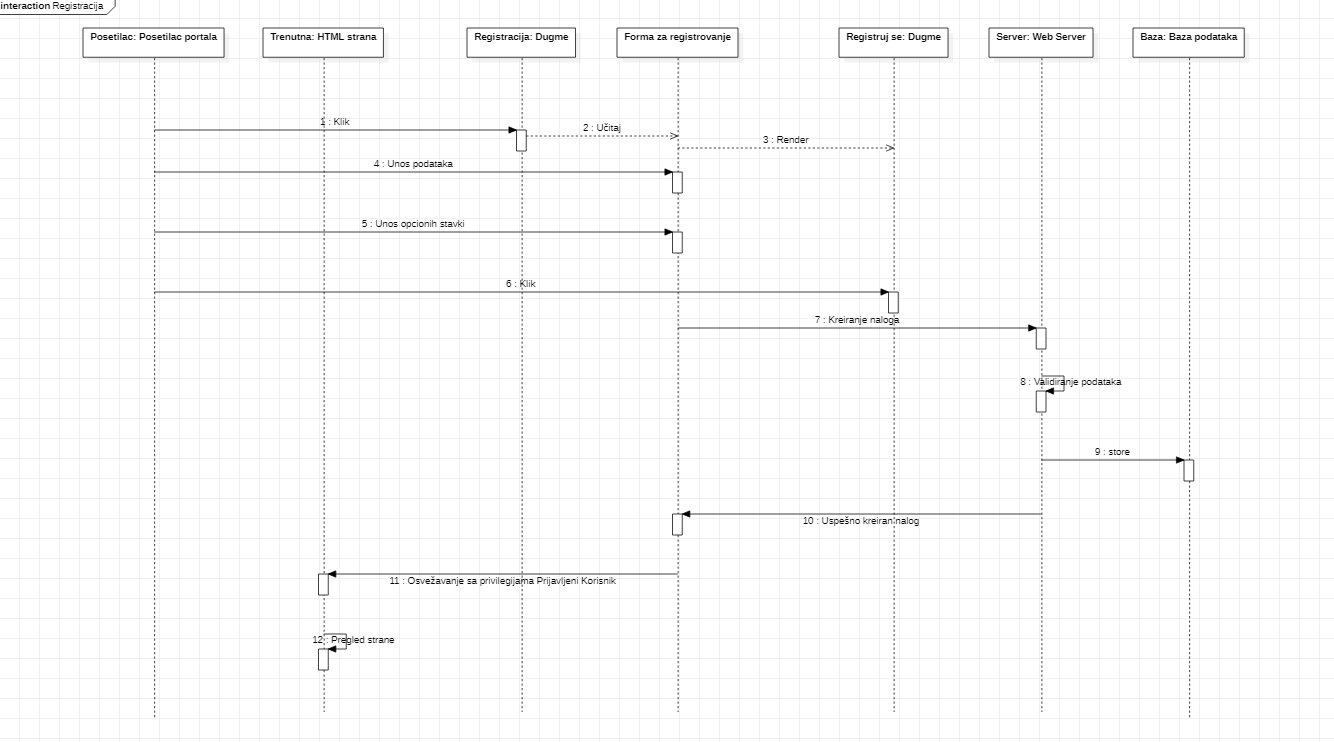 interaction Registracija
Posetilac: Posetilac portala
Trenutna: HTML strana
Registracija: Dugme
Forma za registrovanje
Registruj se: Dugme
Server: Web Server
Baza: Baza podataka
1 : Klik
2 : Učitaj
3 : Render
4 : Unos podataka
5 : Unos opcionih stavki
6 : Klik
7 : Kreiranje naloga
8 : Validiranje podataka
9 : store
10 : Uspešno kreiran nalog
11 : Osvežavanje sa privilegijama Prijavljeni Korisnik
12 : Pregled strane